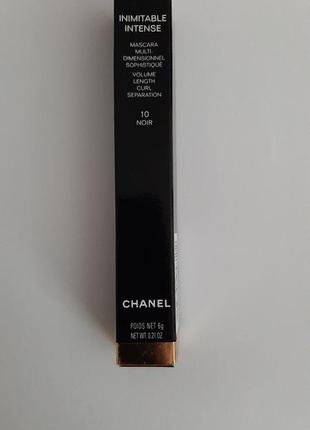 INIMITABLE
INTENSE
MASCARA
MULTI-
DIMENSIONNEL
SOPHISTIQUÉ
VOLUME
LENGTH
CURL
SEPARATION
10
NOIR
CHANEL
POIDS NET 6g
NET WT. 0.21 OZ